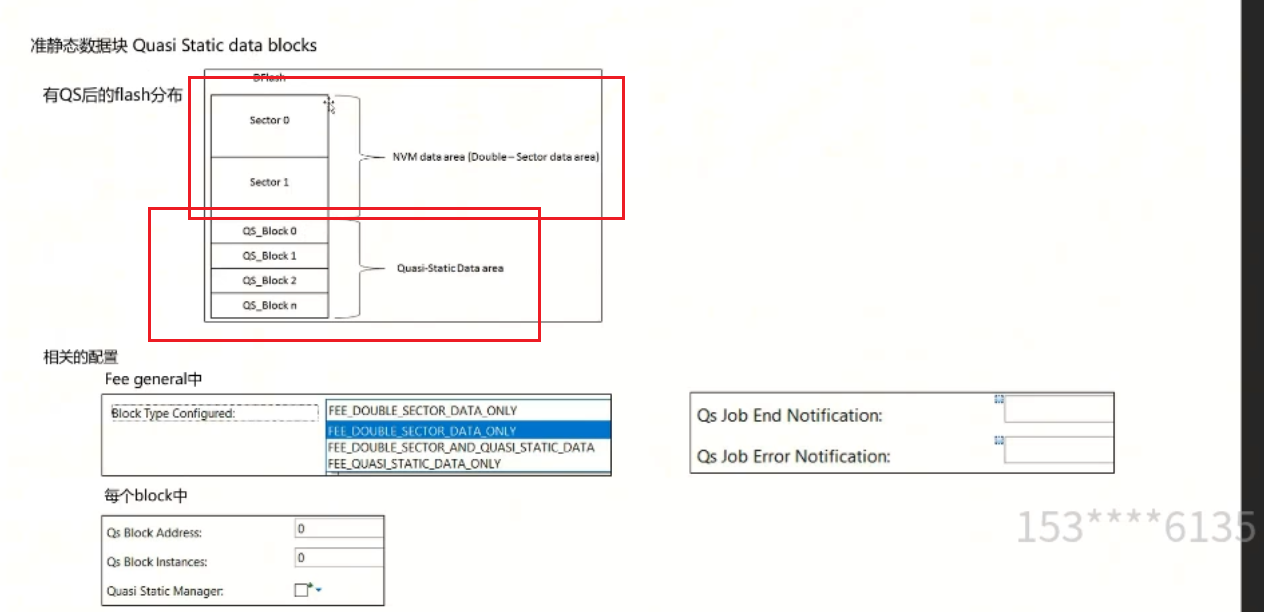 准静态数据块 Quasi Static data blocks
有QS后的flash分布
DFlash
Sector 0
NVM data area (Double – Sector data area)
Sector 1
QS_Block 0
QS_Block 1
Quasi-Static Data area
QS_Block 2
QS_Block n
相关的配置
Fee general中
Block Type Configured:
FEE_DOUBLE_SECTOR_DATA_ONLY
FEE_DOUBLE_SECTOR_DATA_ONLY
FEE_DOUBLE_SECTOR_AND_QUASI_STATIC_DATA
FEE_QUASI_STATIC_DATA_ONLY
Qs Job End Notification:
Qs Job Error Notification:
每个block中
Qs Block Address: 0
Qs Block Instances: 0
Quasi Static Manager:
153****6135